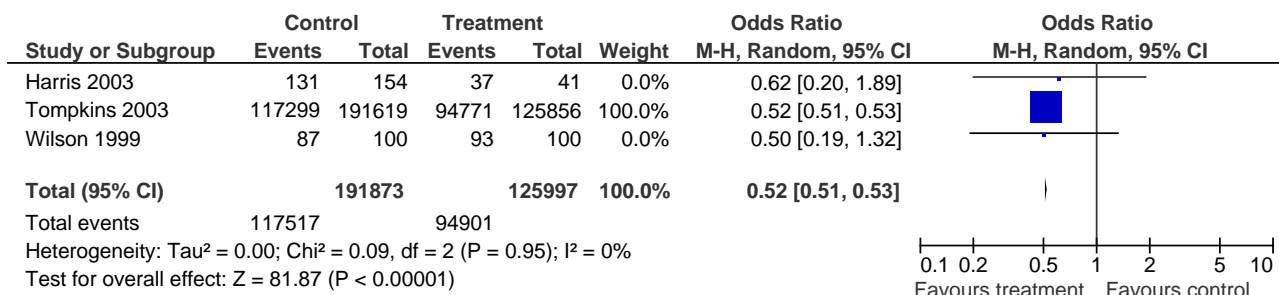 Control Treatment Odds Ratio Odds Ratio
Study or Subgroup Events Total Events Total Weight M-H, Random, 95% CI M-H, Random, 95% CI
Harris 2003 131 154 37 41 0.0% 0.62 [0.20, 1.89]
Tompkins 2003 117299 191619 94771 125856 100.0% 0.52 [0.51, 0.53]
Wilson 1999 87 100 93 100 0.0% 0.50 [0.19, 1.32]
Total (95% CI) 191873 125997 100.0% 0.52 [0.51, 0.53]
Total events 117517 94901
Heterogeneity: Tau² = 0.00; Chi² = 0.09, df = 2 (P = 0.95); I² = 0%
Test for overall effect: Z = 81.87 (P < 0.00001)
0.1 0.2 0.5 1 2 5 10
Favours treatment Favours control